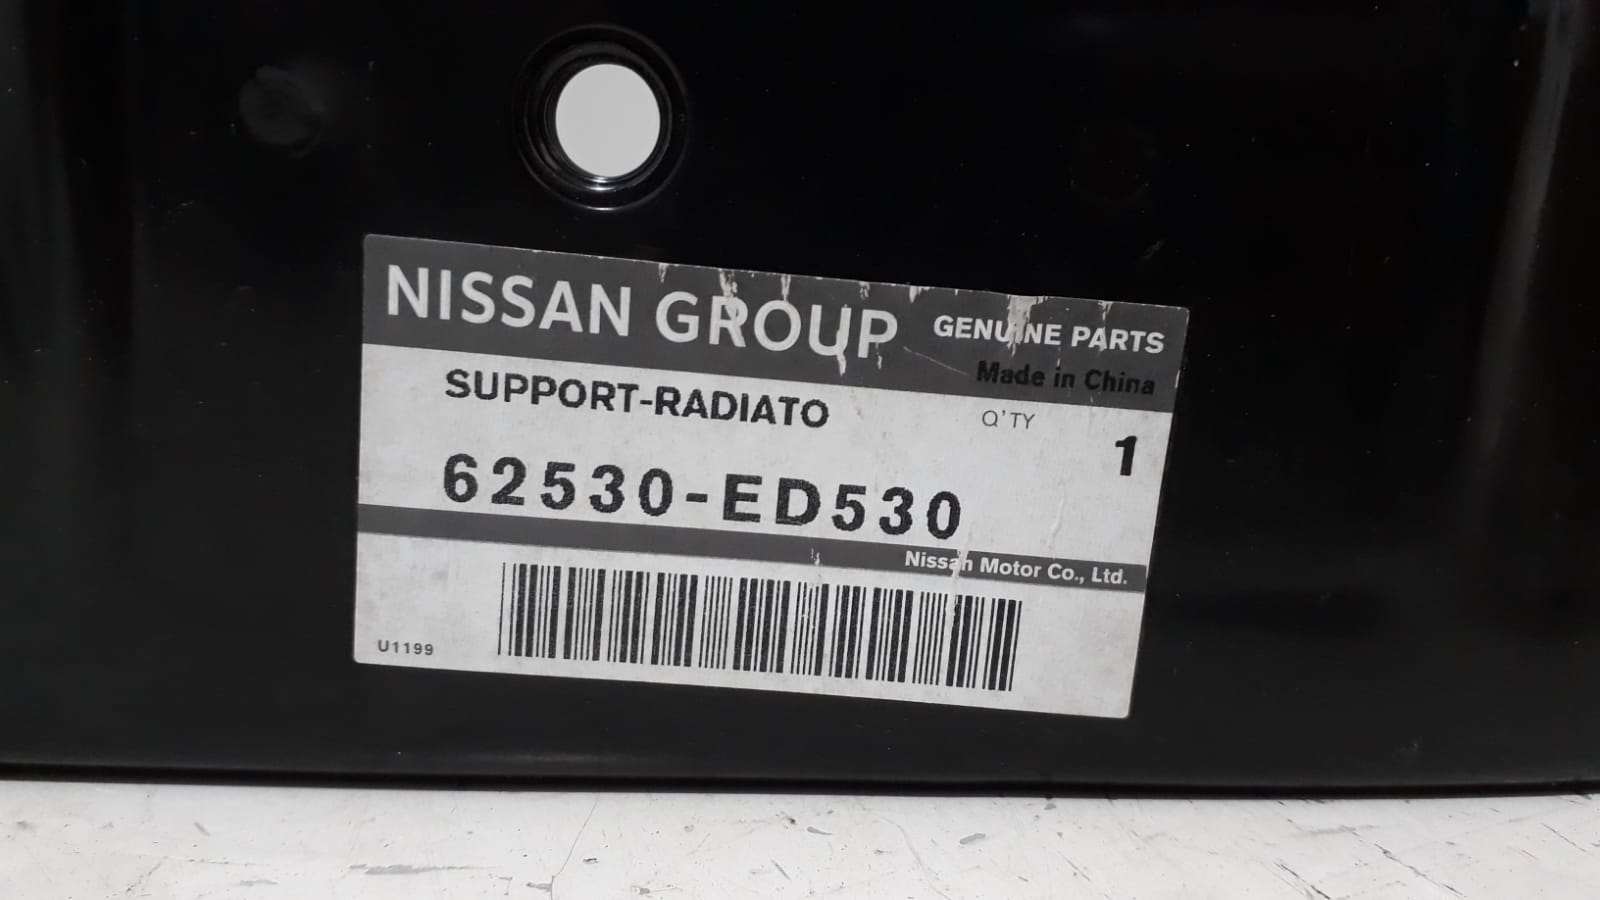 NISSAN GROUP GENUINE PARTS
Made in China
SUPPORT-RADIATO Q'TY
1
62530-ED530
Nissan Motor Co., Ltd.
U1199